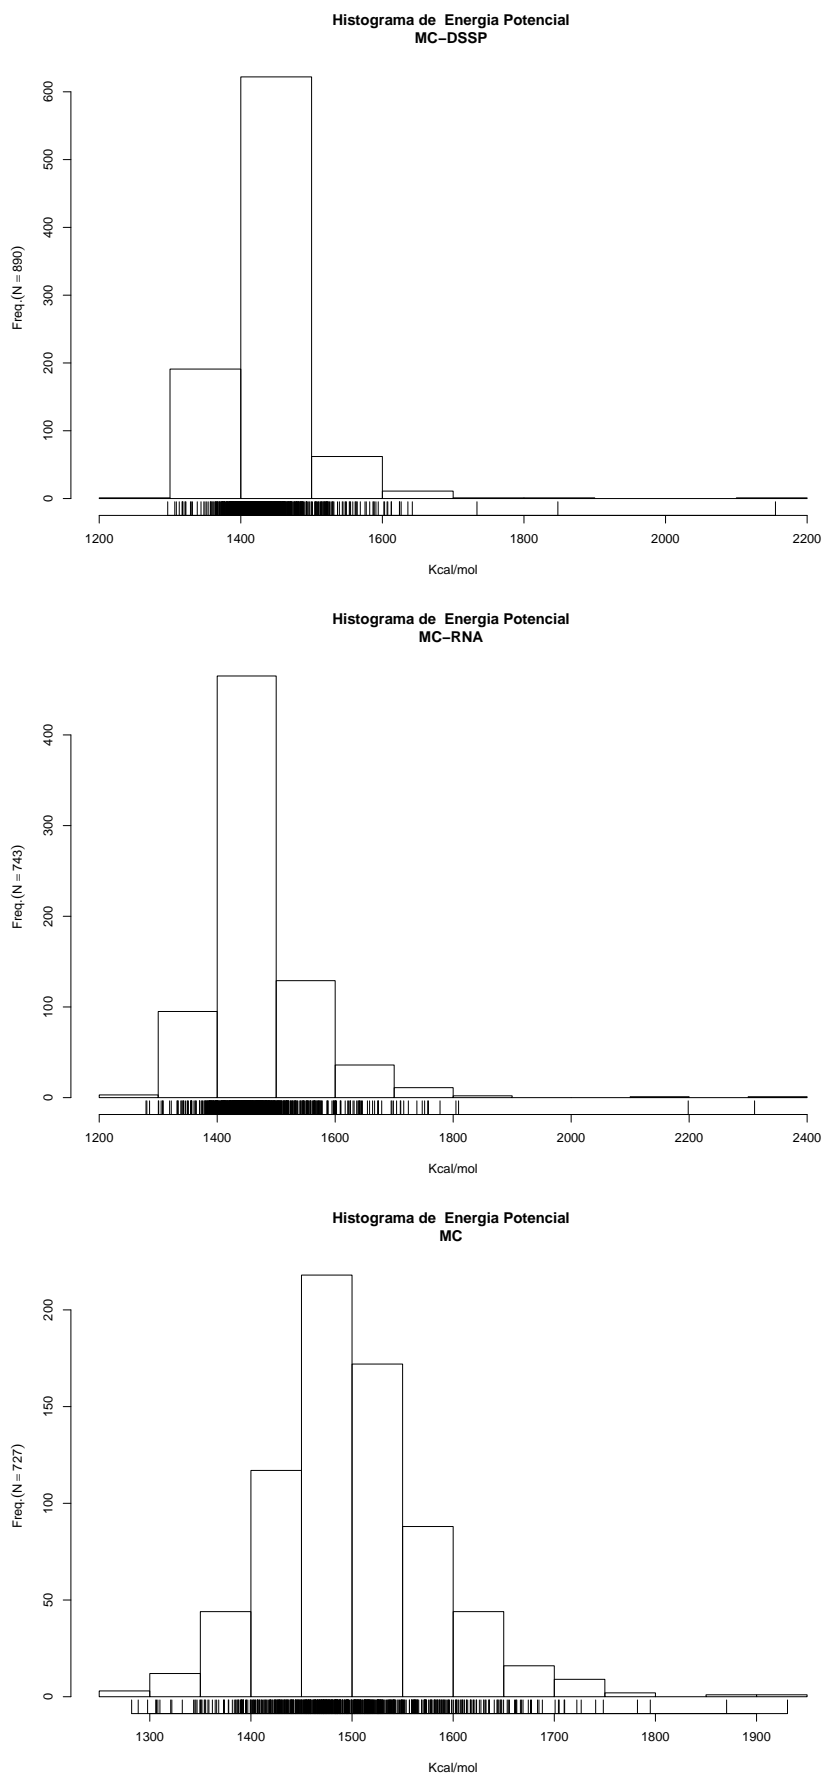 Histograma de  Energia Potencial
MC−DSSP
600
500
400
300
200
100
0
Freq.(N = 890)
1200 1400 1600 1800 2000 2200
Kcal/mol
Histograma de  Energia Potencial
MC−RNA
400
300
200
100
0
Freq.(N = 743)
1200 1400 1600 1800 2000 2200 2400
Kcal/mol
Histograma de  Energia Potencial
MC
200
150
100
50
0
Freq.(N = 727)
1300 1400 1500 1600 1700 1800 1900
Kcal/mol